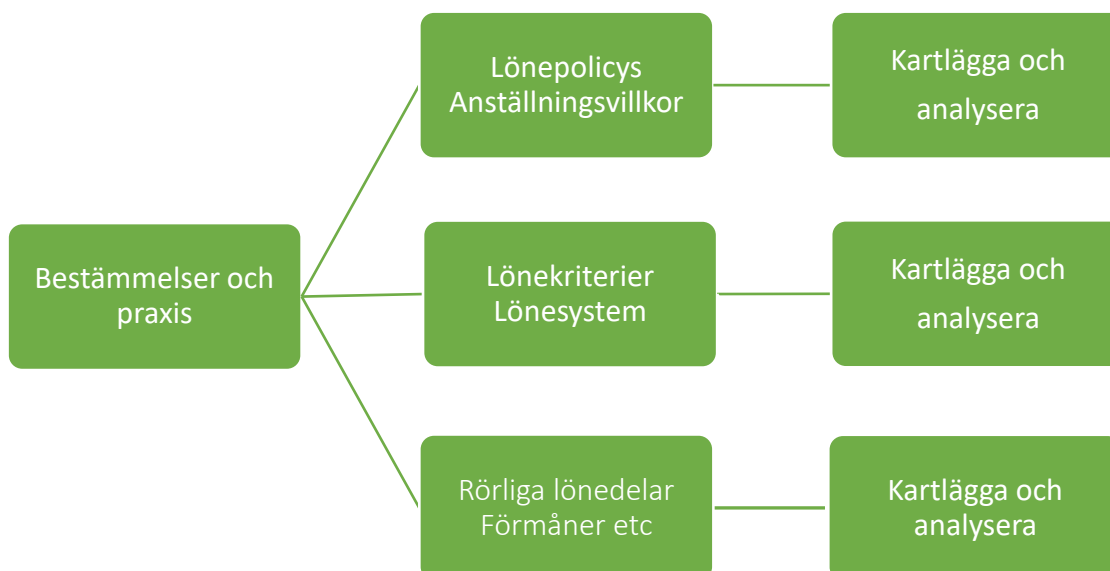 Bestämmelser och
praxis
Lönepolicys
Anställningsvillkor
Kartlägga och
analysera
Lönekriterier
Lönesystem
Kartlägga och
analysera
Rörliga lönedelar
Förmåner etc
Kartlägga och
analysera